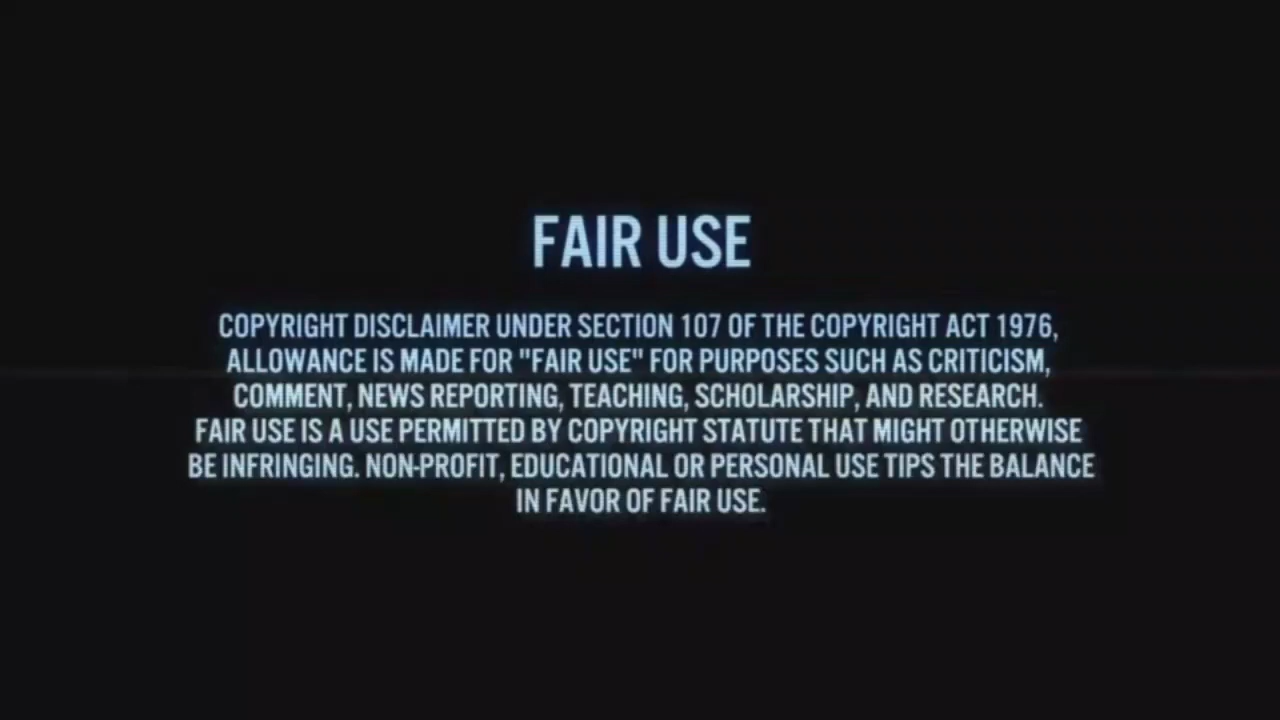 FAIR USE
COPYRIGHT DISCLAIMER UNDER SECTION 107 OF THE COPYRIGHT ACT 1976,
ALLOWANCE IS MADE FOR "FAIR USE" FOR PURPOSES SUCH AS CRITICISM,
COMMENT, NEWS REPORTING, TEACHING, SCHOLARSHIP, AND RESEARCH.
FAIR USE IS A USE PERMITTED BY COPYRIGHT STATUTE THAT MIGHT OTHERWISE
BE INFRINGING. NON-PROFIT, EDUCATIONAL OR PERSONAL USE TIPS THE BALANCE
IN FAVOR OF FAIR USE.